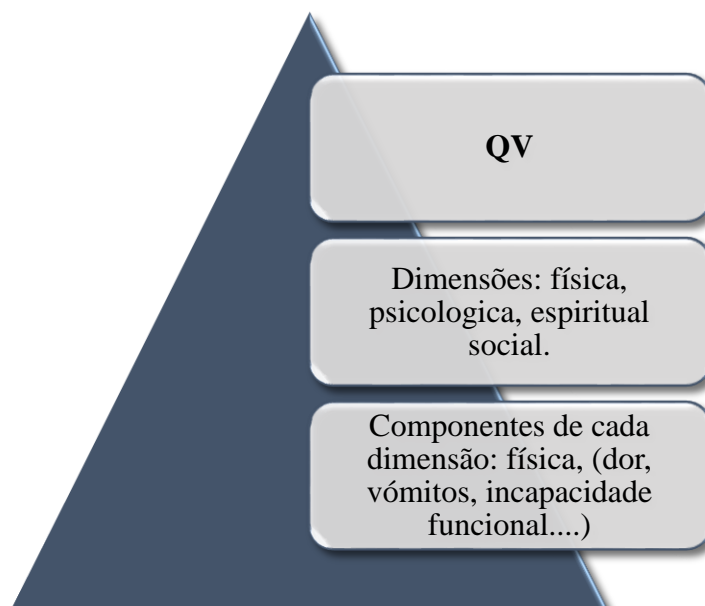 QV
Dimensões: física,
psicologica, espiritual
social.
Componentes de cada
dimensão: física, (dor,
vómitos, incapacidade
funcional....)